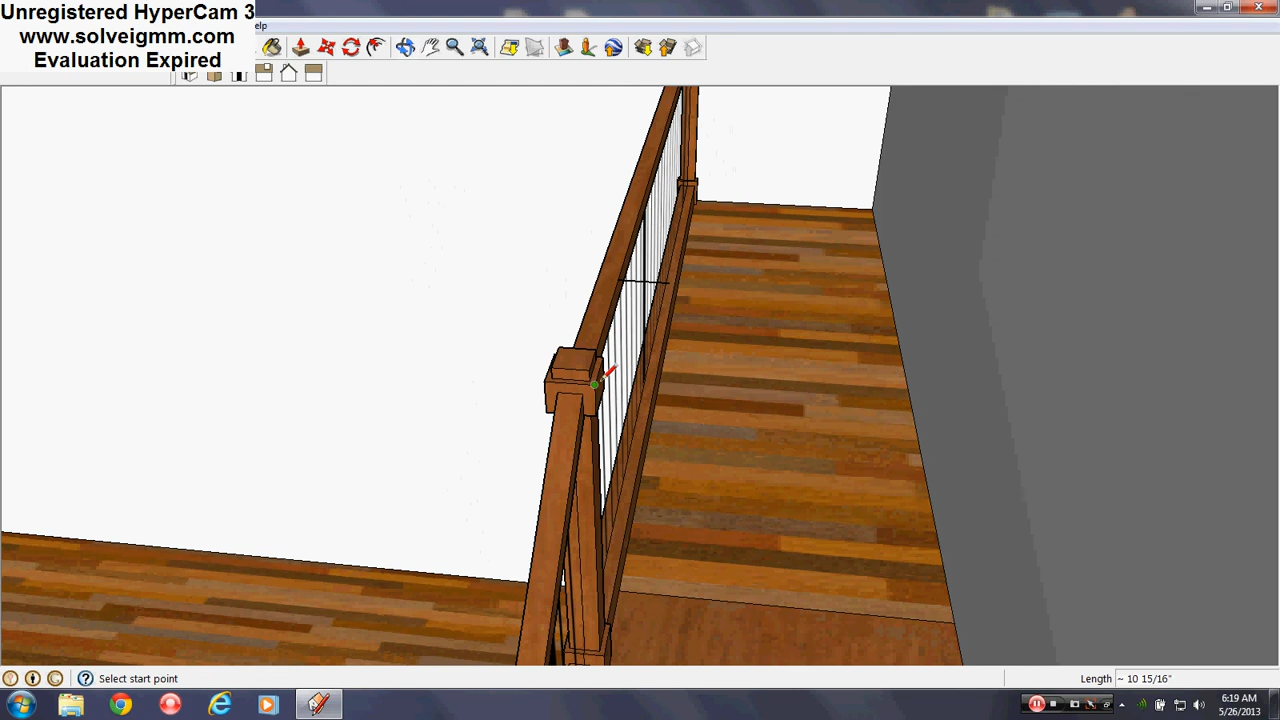 Unregistered HyperCam 3
www.solveigmm.com
Evaluation Expired
elp
Select start point
Length
~ 10 15/16"
6:19 AM
5/26/2013